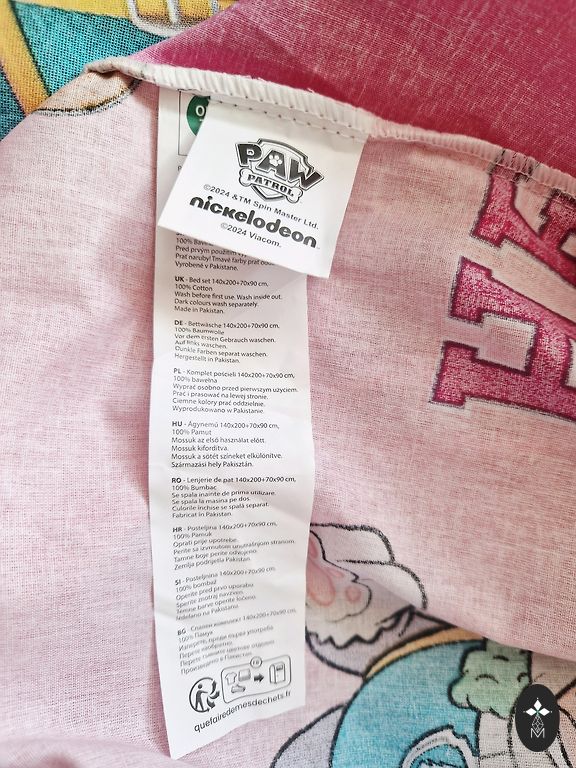 PAW
PATROL
©2024 &TM Spin Master Ltd.
nickelodeon
©2024 Viacom.
100% Bav
Pred prvým použitím vy
Prať naruby! Tmavé farby prať odd
Vyrobené v Pakistane.
UK - Bed set 140x200+70x90 cm,
100% Cotton
Wash before first use. Wash inside out.
Dark colours wash separately.
Made in Pakistan.
DE - Bettwäsche 140x200+70x90 cm,
100% Baumwolle
Vor dem ersten Gebrauch waschen.
Auf links waschen.
Dunkle Farben separat waschen.
Hergestellt in Pakistan.
PL - Komplet pościeli 140x200+70x90 cm,
100% bawełna
Wyprać osobno przed pierwszym użyciem.
Prać i prasować na lewej stronie.
Ciemne kolory prać oddzielnie.
Wyprodukowano w Pakistanie.
HU - Ágynemű 140x200+70x90 cm,
100% Pamut
Mossuk az első használat előtt.
Mossuk kifordítva.
Mossuk a sötét színeket elkülönítve.
Származási hely Pakisztán.
RO - Lenjerie de pat 140x200+70x90 cm,
100% Bumbac
Se spala inainte de prima utilizare.
Se spala la masina pe dos.
Culorile inchise se spală separat.
Fabricat in Pakistan.
HR - Posteljina 140x200+70x90 cm,
100% Pamuk
Oprati prije upotrebe.
Perite sa izvrnutom unutrašnjom stranom.
Tamne boje perite odvojeno.
Zemlja podrijetla Pakistan.
SI - Posteljnina 140x200+70x90 cm,
100% bombaž
Operite pred prvo uporabo
Sperite znotraj navzven.
Temne barve operite ločeno.
Izdelano na Pakistanu.
BG - Спален комплект 140x200+70x90 cm,
100% Памук
Изперете, преди първа употреба
Перете наобратно.
Перете тъмните цветове отделно.
Произведено в Пакистан.
FR
quefairedemesdechets.fr
M